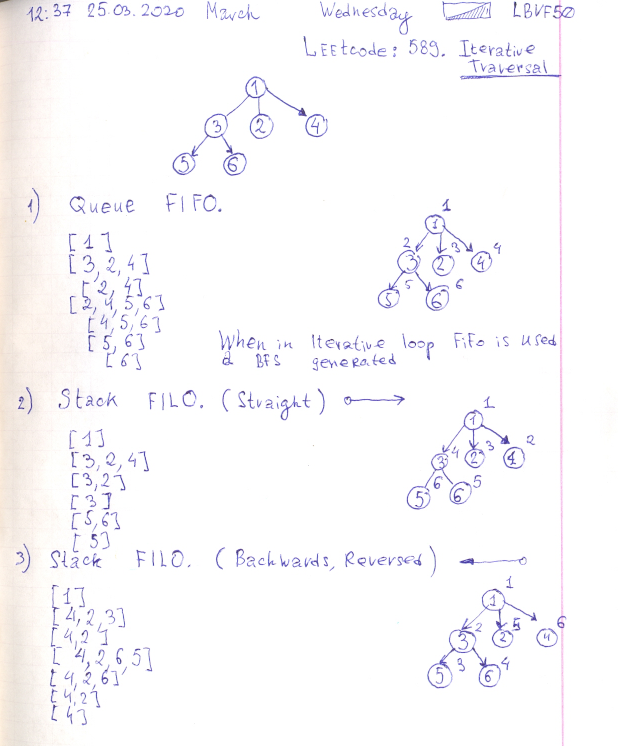 12:37 25.03.2020 March Wednesday LBVF50
LEEtcode: 589. Iterative
Traversal
1
3 2 4
5 6
1) Queue FIFO.
[1]
[3, 2, 4]
[2, 4]
[2, 4, 5, 6]
[4, 5, 6]
[5, 6]
[6]
1
1
2 3 4
3 2 4
5 6
5 6
When in Iterative loop FiFo is used
a BFS generated
2) Stack FILO. (Straight)
[1]
[3, 2, 4]
[3, 2]
[3]
[5, 6]
[5]
1
1
4 3 2
3 2 4
6 5
5 6
3) Stack FILO. (Backwards, Reversed)
[1]
[4, 2, 3]
[4, 2]
[4, 2, 6, 5]
[4, 2, 6]
[4, 2]
[4]
1
1
2 5 6
3 2 4
3 4
5 6